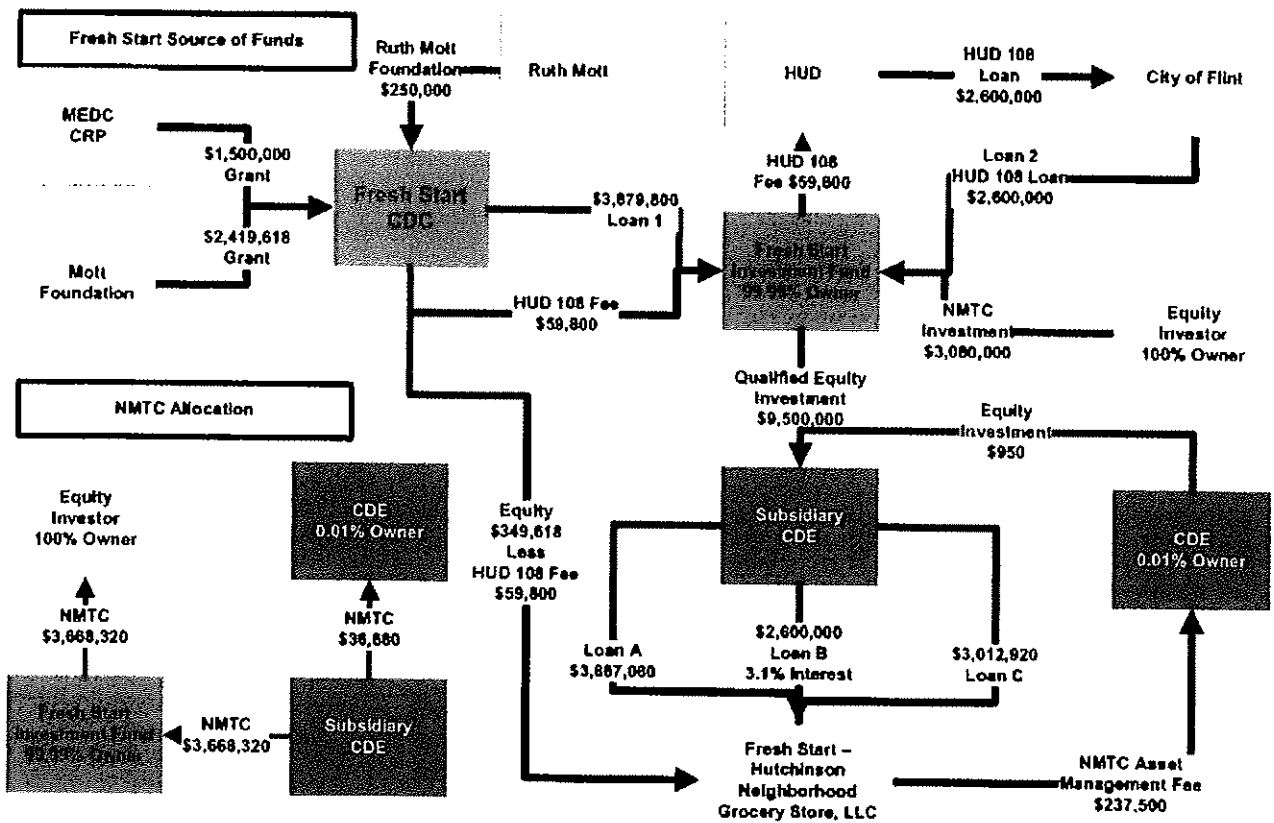 Fresh Start Source of Funds
Ruth Mott
Foundation
$250,000
Ruth Mott
HUD
HUD 108
Loan
$2,600,000
City of Flint
MEDC
CRP
$1,500,000
Grant
Fresh Start
CDC
$3,879,800
Loan 1
HUD 108
Fee $59,800
Loan 2
HUD 108 Loan
$2,600,000
$2,419,618
Grant
Mott
Foundation
HUD 108 Fee
$59,800
Fresh Start
Investment Fund
99.99% Owner
NMTC
Investment
$3,080,000
Equity
Investor
100% Owner
Qualified Equity
Investment
$9,500,000
NMTC Allocation
Equity
Investment
$950
Equity
Investor
100% Owner
CDE
0.01% Owner
Equity
$349,618
Less
HUD 108 Fee
$59,800
Subsidiary
CDE
CDE
0.01% Owner
NMTC
$3,668,320
NMTC
$36,680
Loan A
$3,887,080
$2,600,000
Loan B
3.1% Interest
$3,012,920
Loan C
Fresh Start
Investment Fund
99.99% Owner
NMTC
$3,668,320
Subsidiary
CDE
Fresh Start –
Hutchinson
Neighborhood
Grocery Store, LLC
NMTC Asset
Management Fee
$237,500